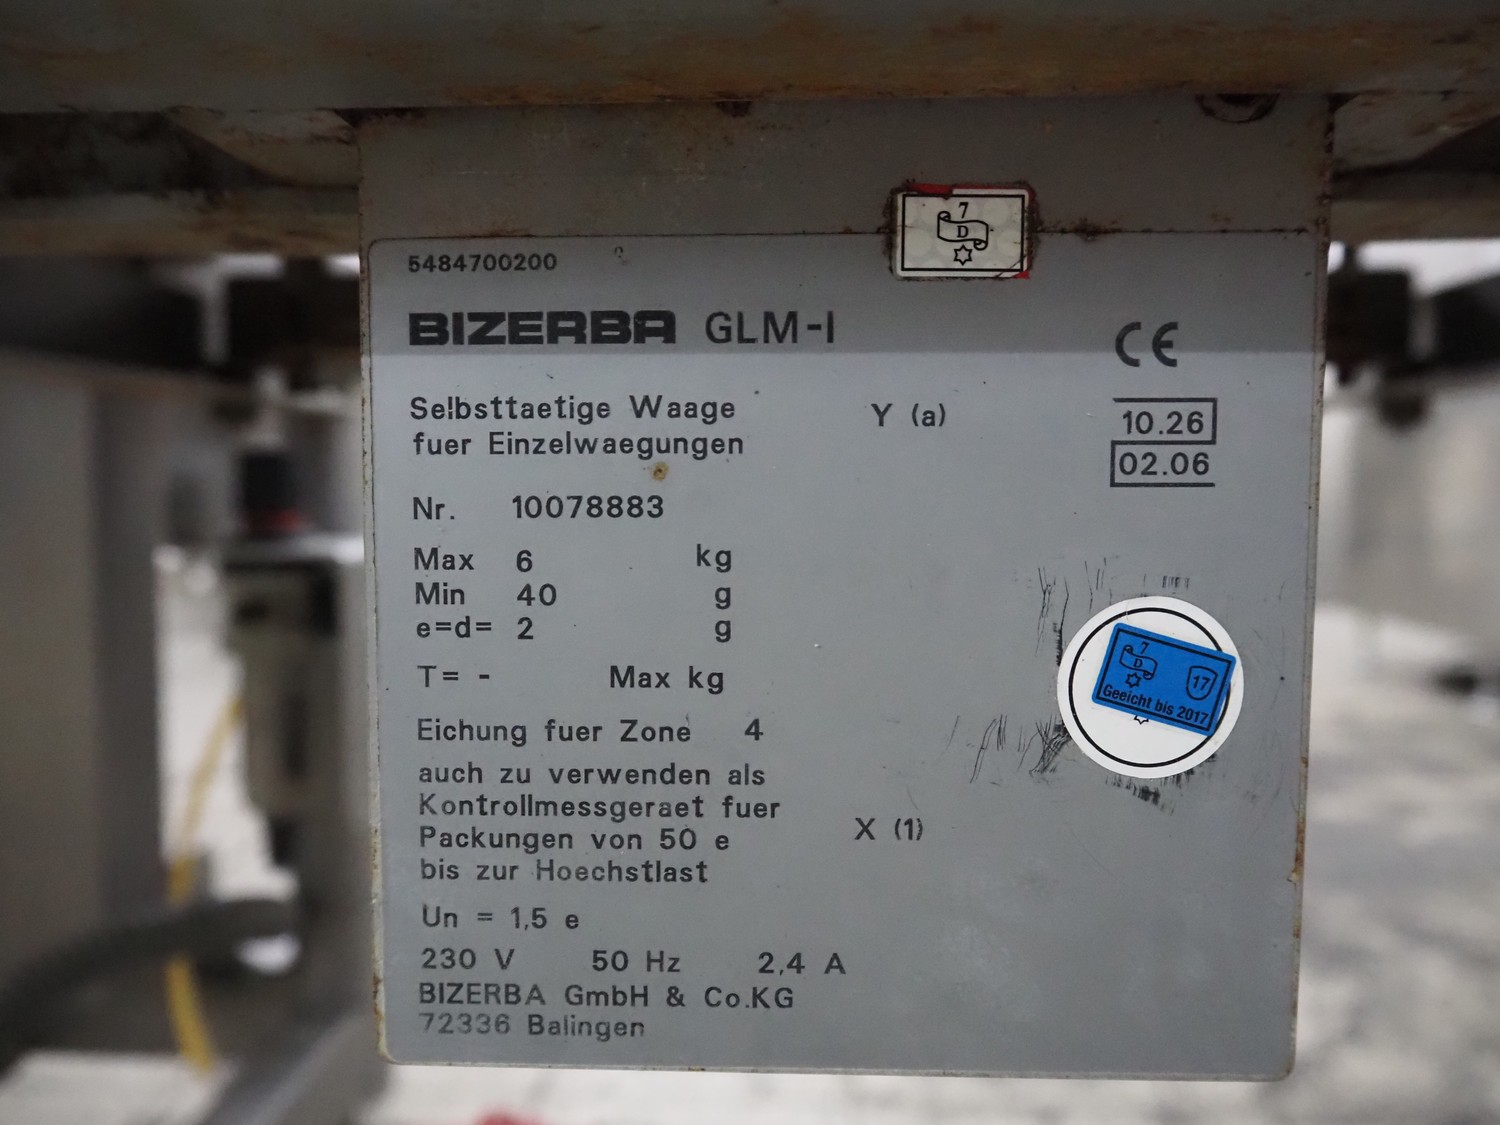 7
D
5484700200
BIZERBA GLM-I
CE
Selbsttaetige Waage
fuer Einzelwaegungen
Y (a)
10.26
02.06
Nr. 10078883
Max 6 kg
Min 40 g
e=d= 2 g
T= - Max kg
7
D
17
Geeicht bis 2017
Eichung fuer Zone 4
auch zu verwenden als
Kontrollmessgeraet fuer
Packungen von 50 e
bis zur Hoechstlast
X (1)
Un = 1,5 e
230 V 50 Hz 2,4 A
BIZERBA GmbH & Co.KG
72336 Balingen